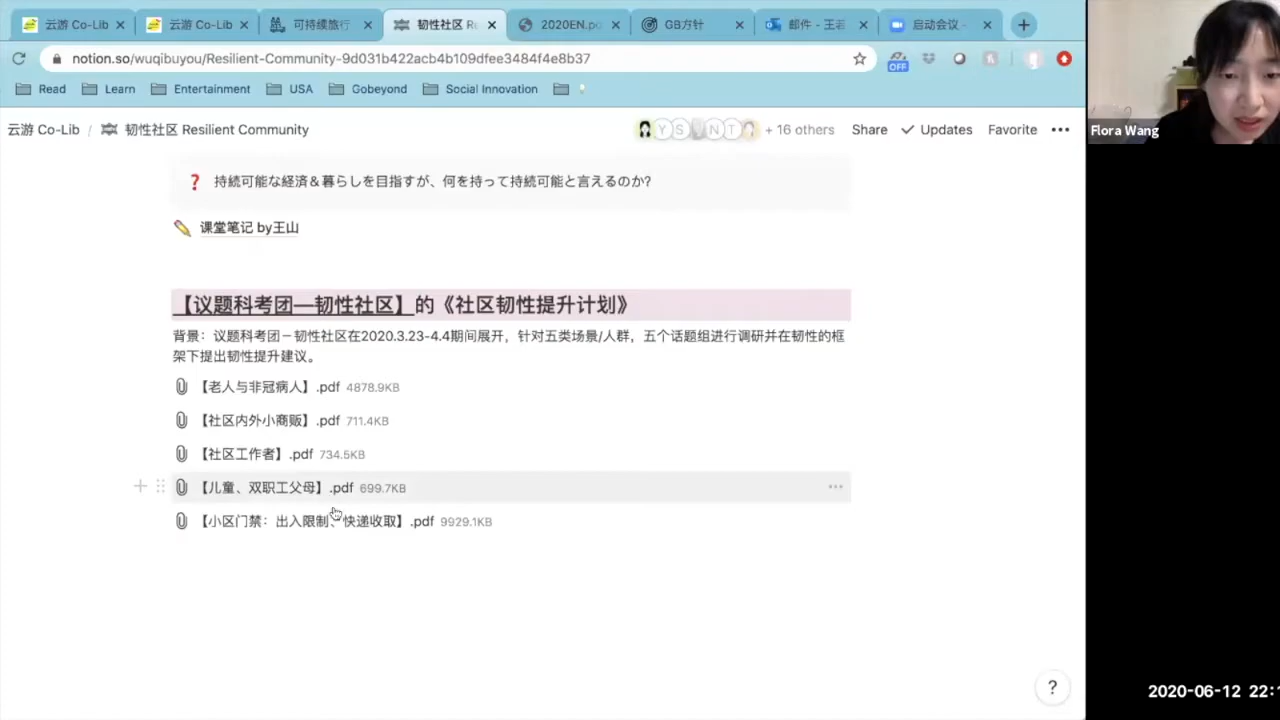 云游 Co-Lib
云游 Co-Lib
可持续旅行
韧性社区 Re
2020EN.po
GB方针
邮件 - 王若
启动会议 -
notion.so/wuqibuyou/Resilient-Community-9d031b422acb4b109dfee3484f4e8b37
OFF
Read
Learn
Entertainment
USA
Gobeyond
Social Innovation
云游 Co-Lib / 韧性社区 Resilient Community
Y S N T + 16 others Share Updates Favorite
Flora Wang
❓ 持続可能な経済＆暮らしを目指すが、何を持って持続可能と言えるのか?
课堂笔记 by王山
【议题科考团—韧性社区】的《社区韧性提升计划》
背景：议题科考团－韧性社区在2020.3.23-4.4期间展开，针对五类场景/人群，五个话题组进行调研并在韧性的框
架下提出韧性提升建议。
【老人与非冠病人】.pdf 4878.9KB
【社区内外小商贩】.pdf 711.4KB
【社区工作者】.pdf 734.5KB
【儿童、双职工父母】.pdf 699.7KB
【小区门禁：出入限制、快递收取】.pdf 9929.1KB
?
2020-06-12 22: